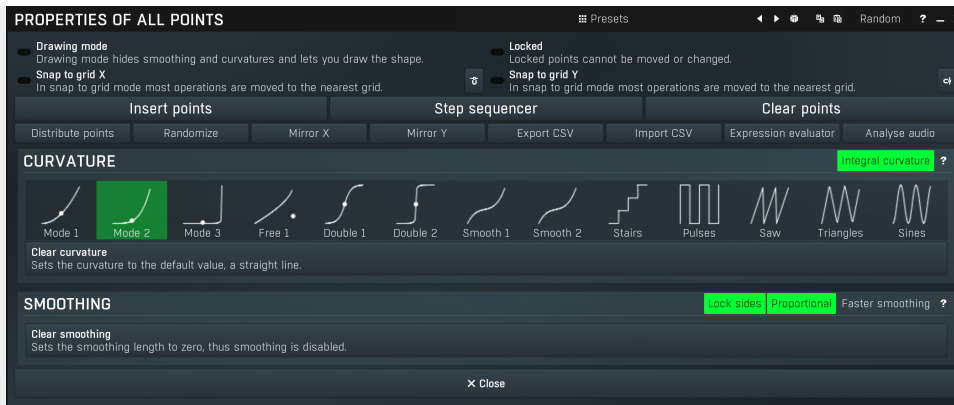 PROPERTIES OF ALL POINTS Presets Random ?
Drawing mode
Drawing mode hides smoothing and curvatures and lets you draw the shape.
Locked
Locked points cannot be moved or changed.
Snap to grid X
In snap to grid mode most operations are moved to the nearest grid.
Snap to grid Y
In snap to grid mode most operations are moved to the nearest grid.
Insert points Step sequencer Clear points
Distribute points Randomize Mirror X Mirror Y Export CSV Import CSV Expression evaluator Analyse audio
CURVATURE Integral curvature ?
Mode 1 Mode 2 Mode 3 Free 1 Double 1 Double 2 Smooth 1 Smooth 2 Stairs Pulses Saw Triangles Sines
Clear curvature
Sets the curvature to the default value, a straight line.
SMOOTHING Lock sides Proportional Faster smoothing ?
Clear smoothing
Sets the smoothing length to zero, thus smoothing is disabled.
Close